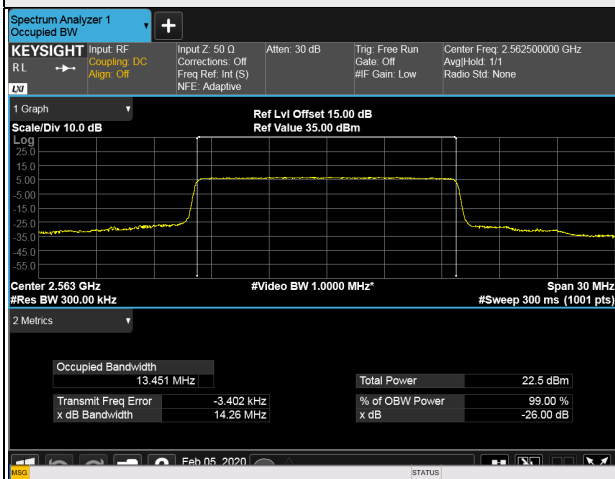 Spectrum Analyzer 1
Occupied BW
+
KEYSIGHT
RL
LXI
Input: RF
Coupling: DC
Align: Off
Input Z: 50 Ω
Corrections: Off
Freq Ref: Int (S)
NFE: Adaptive
Atten: 30 dB
Trig: Free Run
Gate: Off
#IF Gain: Low
Center Freq: 2.562500000 GHz
Avg|Hold: 1/1
Radio Std: None
1 Graph
Scale/Div 10.0 dB
Ref Lvl Offset 15.00 dB
Ref Value 35.00 dBm
Log
25.0
15.0
5.00
-5.00
-15.0
-25.0
-35.0
-45.0
-55.0
Center 2.563 GHz
#Res BW 300.00 kHz
#Video BW 1.0000 MHz*
Span 30 MHz
#Sweep 300 ms (1001 pts)
2 Metrics
Occupied Bandwidth
13.451 MHz
Transmit Freq Error -3.402 kHz
x dB Bandwidth 14.26 MHz
Total Power 22.5 dBm
% of OBW Power 99.00 %
x dB -26.00 dB
Feb 05, 2020
MSG
STATUS